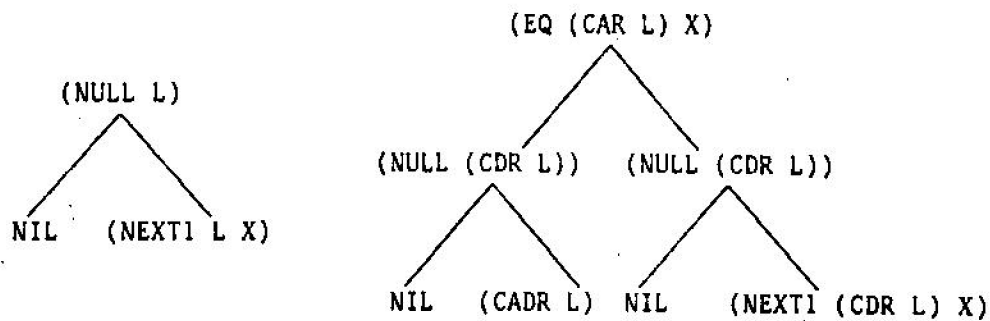 (EQ (CAR L) X)
(NULL L)
(NULL (CDR L)) (NULL (CDR L))
NIL (NEXT1 L X)
NIL (CADR L) NIL (NEXT1 (CDR L) X)